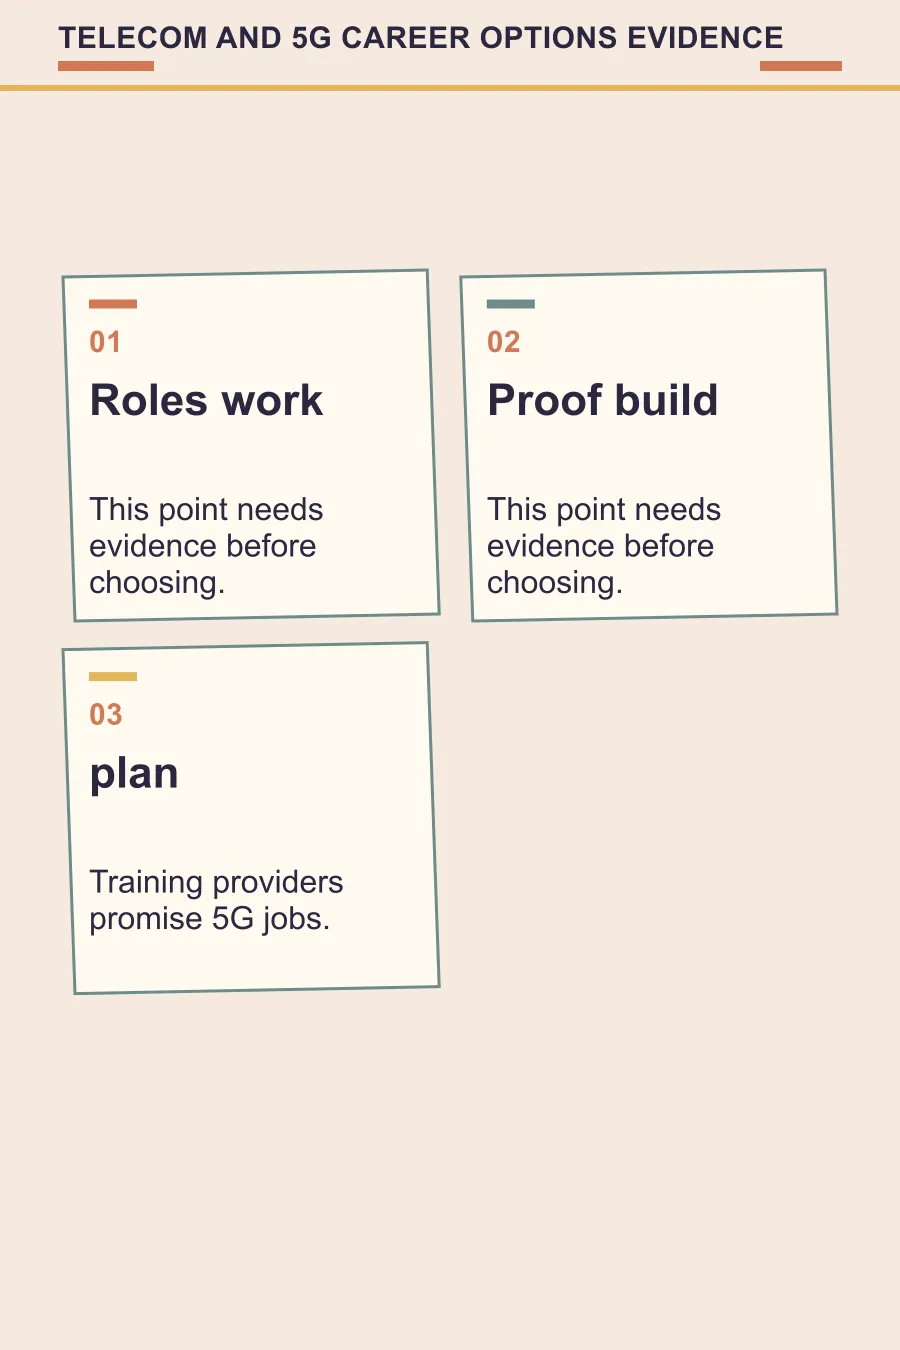 TELECOM AND 5G CAREER OPTIONS EVIDENCE
01
Roles work
This point needs
evidence before
choosing.
02
Proof build
This point needs
evidence before
choosing.
03
plan
Training providers
promise 5G jobs.